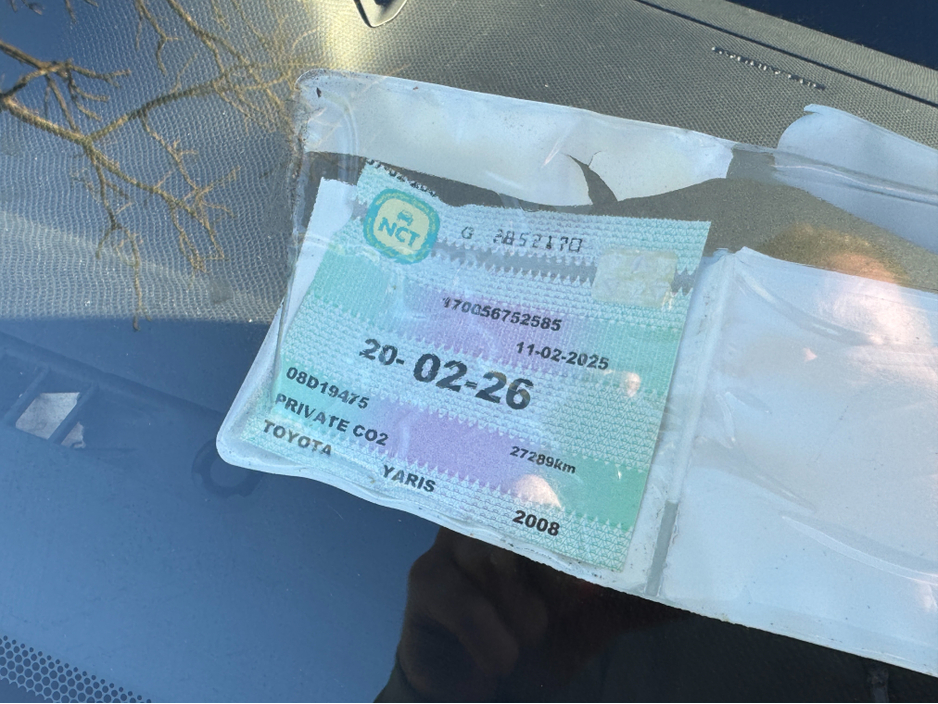 NCT
G 2852170
170056752585
11-02-2025
20-02-26
08D19475
PRIVATE CO2
27289km
TOYOTA
YARIS
2008